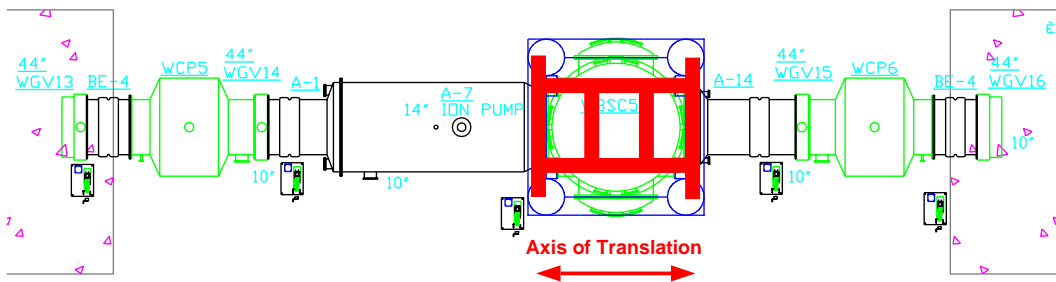 44"
WGV13
BE-4
WCP5
44"
WGV14
A-1
10"
A-7
14" ION PUMP
10"
WBSC5
A-14
44"
WGV15
10"
WCP6
BE-4
44"
WGV16
10"
È
Axis of Translation